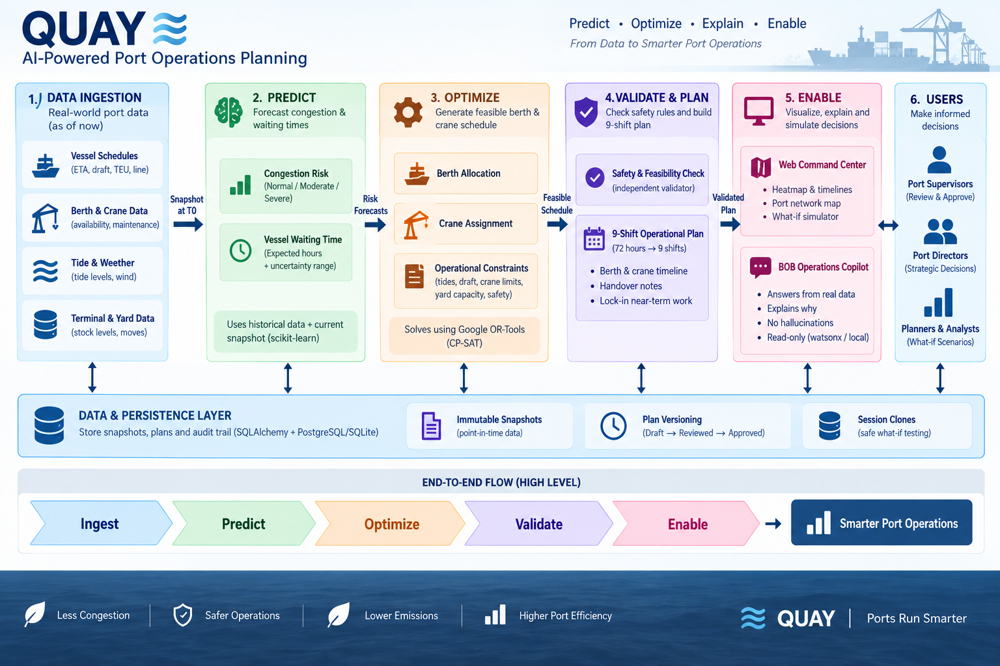 QUAY
AI-Powered Port Operations Planning
Predict • Optimize • Explain • Enable
From Data to Smarter Port Operations
1. DATA INGESTION
Real-world port data
(as of now)
Vessel Schedules
(ETA, draft, TEU, line)
Berth & Crane Data
(availability, maintenance)
Tide & Weether
(tide levels, wind)
Terminal & Yard Data
(stock levels, moves)
Snapshot
at T0
2. PREDICT
Forecast congestion &
waiting times
Congestion Risk
(Normal / Moderate /
Severe)
Vessel Waiting Time
(Expected hours
+ uncertainty range)
Uses historical data + current
snapshot (scikit-learn)
Risk
Forecasts
3. OPTIMIZE
Generate feasible berth &
crane schedule
Berth Allocation
Crane Assignment
Operational Constraints
(tides, draft, crane limits,
yard capacity, safety)
Solves using Google OR-Tools
(CP-SAT)
Feasible
Schedule
4.VALIDATE & PLAN
Check safety rules and build
9-shift plan
Safety & Feasibility Check
(independent validator)
9-Shift Operational Plan
(72 hours → 9 shifts)
• Berth & crane timeline
• Handover notes
• Lock-in near-term work
Validated
Plan
5. ENABLE
Visualize, explain and
simulate decisions
Web Command Center
• Heatmap & timelines
• Port network map
• What-if simulator
BOB Operations Copilot
• Answers from real data
• Explains why
• No hallucinations
• Read-only (watsonx / local)
6. USERS
Make informed
decisions
Port Supervisors
(Review & Approve)
Port Directors
(Strategic Decisions)
Planners & Analysts
(What-if Scenarios)
DATA & PERSISTENCE LAYER
Store snapshots, plans and audit trail (SQLAlchemy + PostgreSQL/SQLite)
Immutable Snapshots
(point-in-time data)
Plan Versioning
(Draft → Reviewed → Approved)
Session Clones
(safe what-if testing)
END-TO-END FLOW (HIGH LEVEL)
Ingest
Predict
Optimize
Validate
Enable
Smarter Port Operations
Less Congestion
Safer Operations
Lower Emissions
Higher Port Efficiency
QUAY | Ports Run Smarter